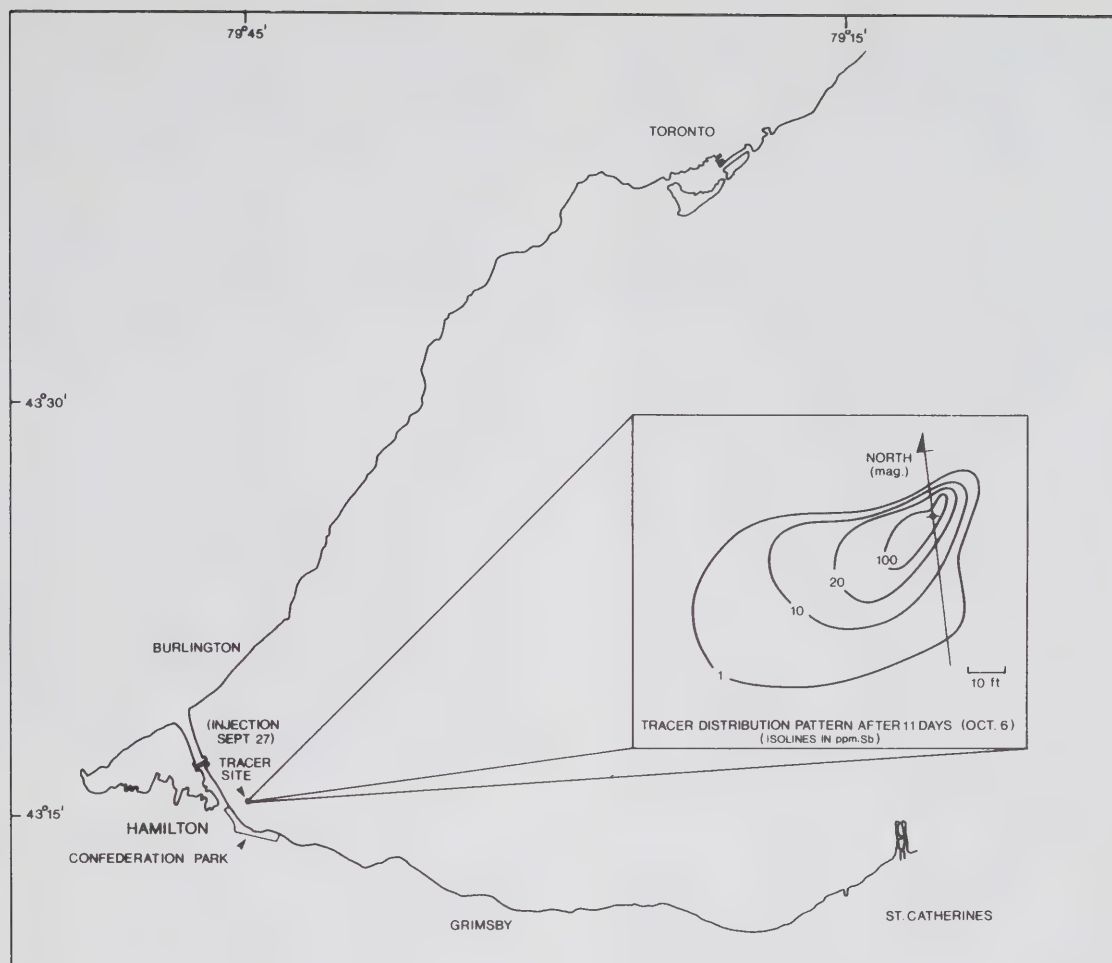 79°45'
79°15'
TORONTO
43°30'
NORTH
(mag.)
100
20
10
1
10 ft
TRACER DISTRIBUTION PATTERN AFTER 11 DAYS (OCT. 6)
(ISOLINES IN ppm.Sb)
BURLINGTON
(INJECTION
SEPT 27)
TRACER
SITE
43°15'
HAMILTON
CONFEDERATION PARK
GRIMSBY
ST. CATHERINES